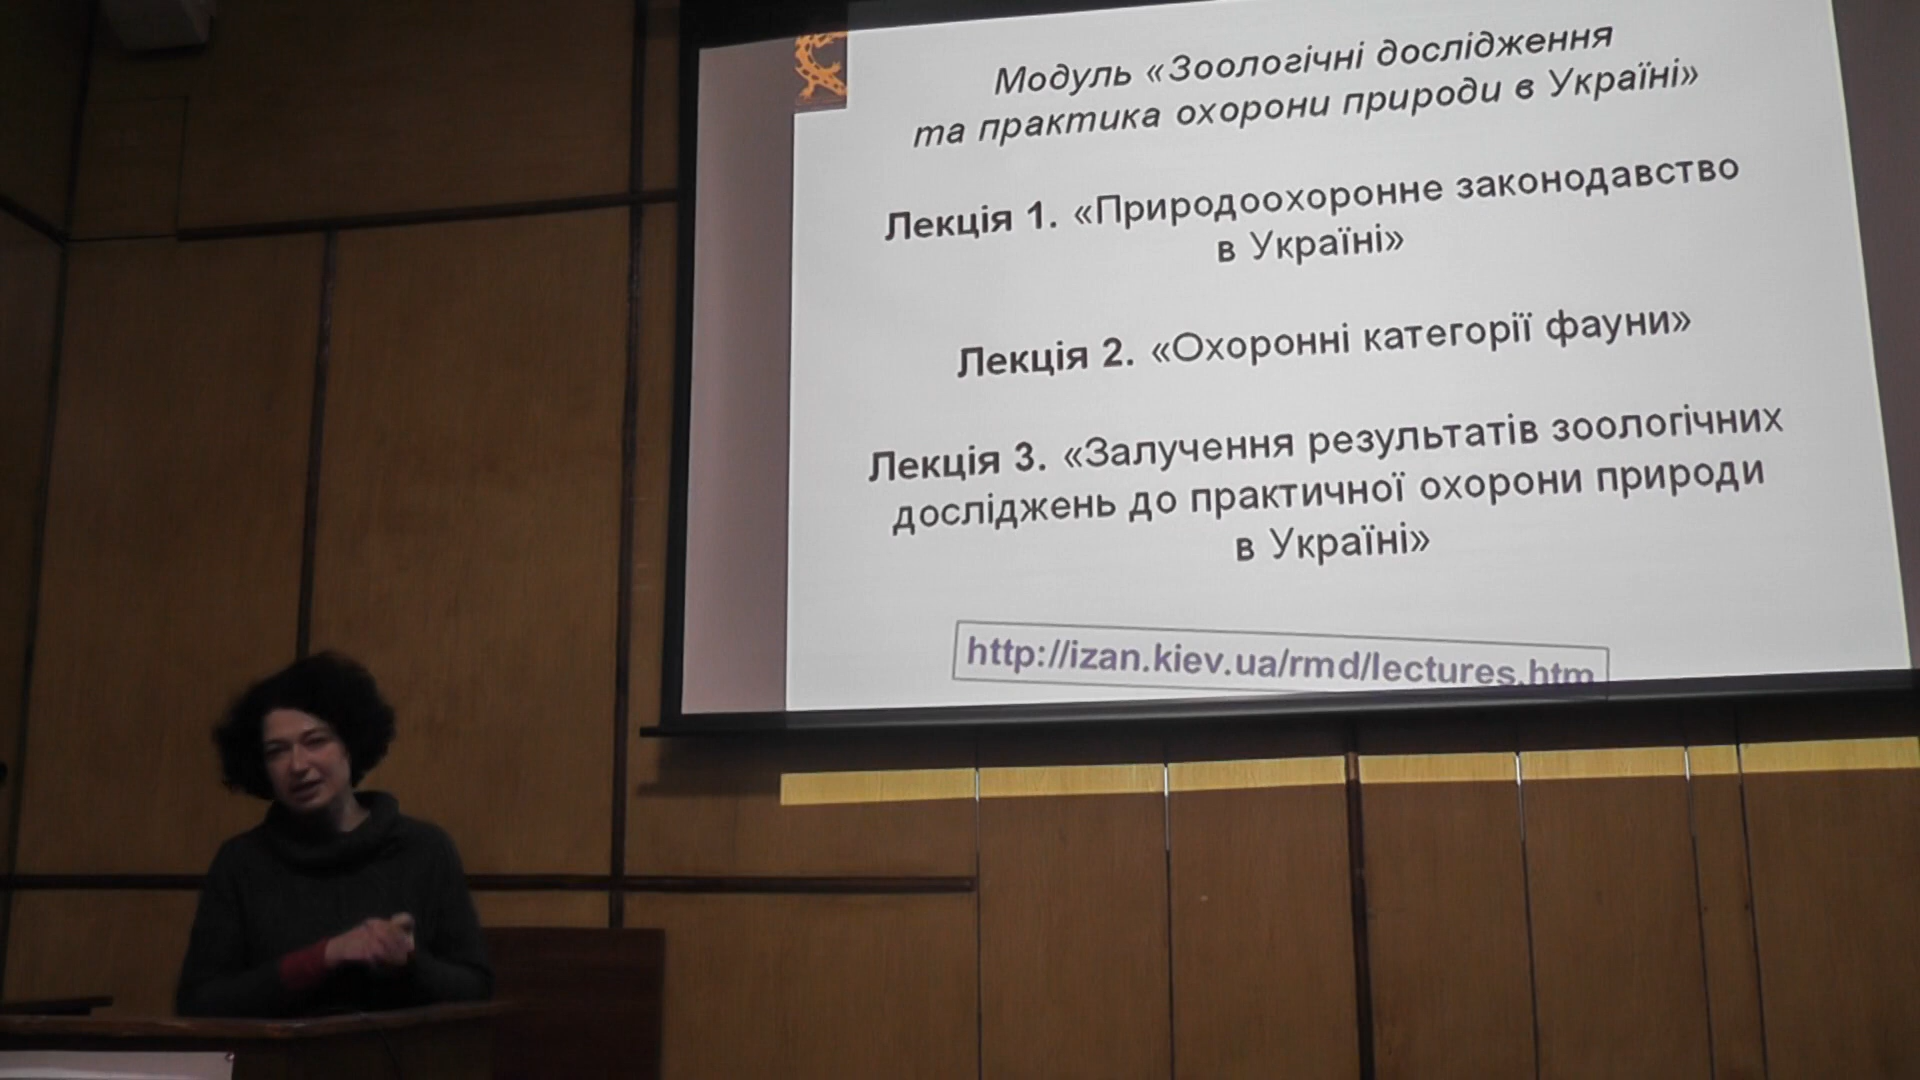 Модуль «Зоологічні дослідження
та практика охорони природи в Україні»
Лекція 1. «Природоохоронне законодавство
в Україні»
Лекція 2. «Охоронні категорії фауни»
Лекція 3. «Залучення результатів зоологічних
досліджень до практичної охорони природи
в Україні»
http://izan.kiev.ua/rmd/lectures.htm